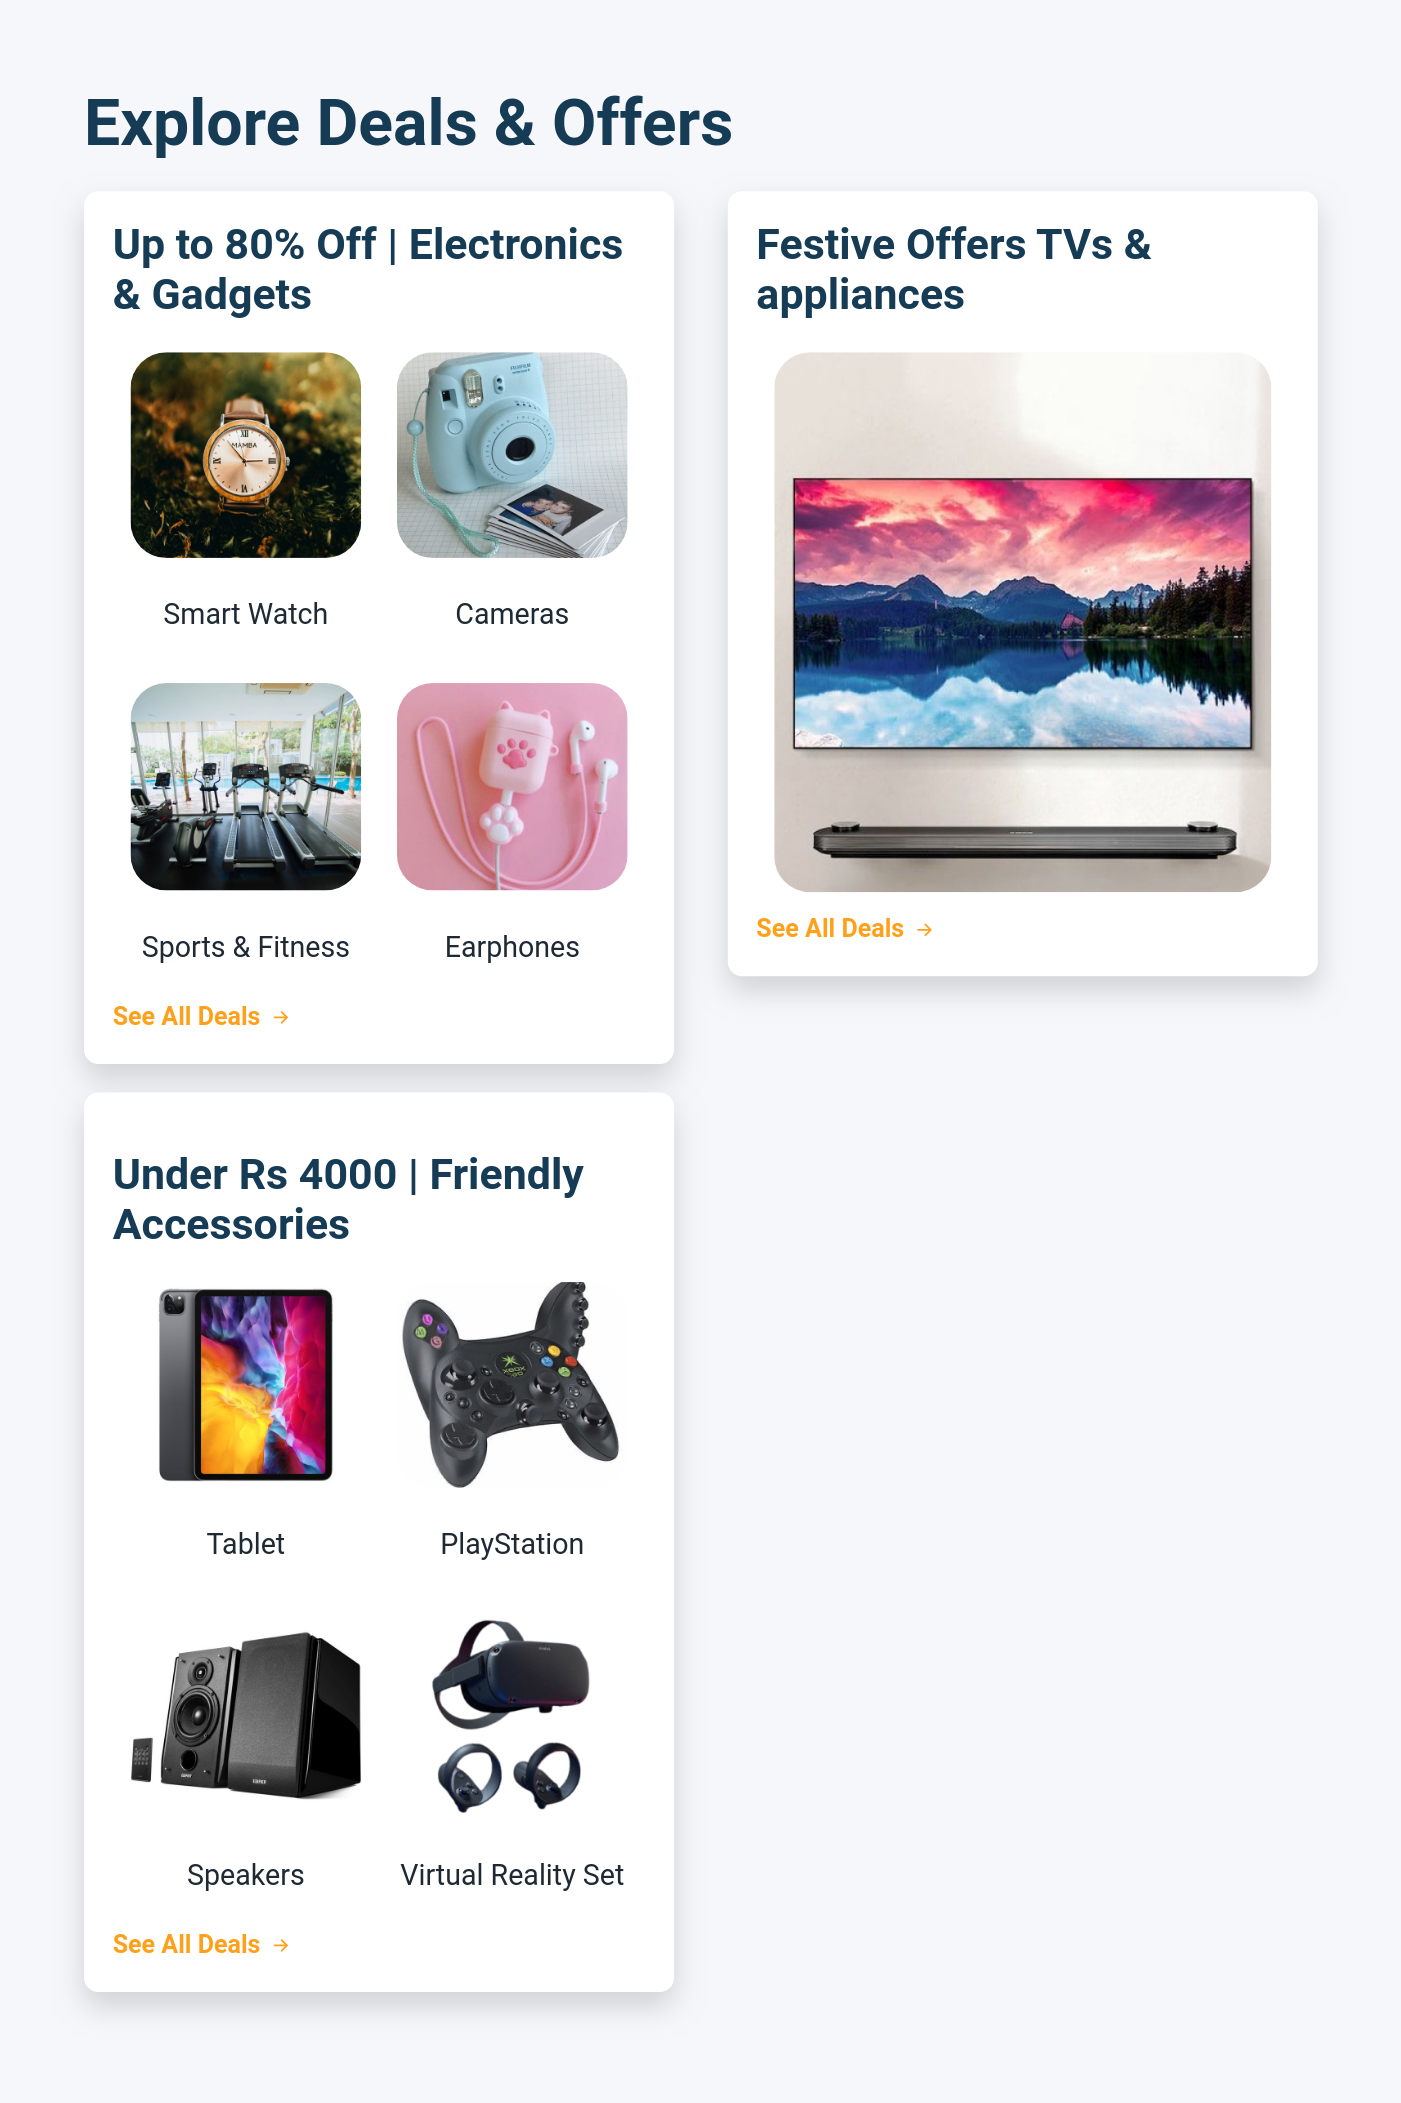 Explore Deals & Offers
Up to 80% Off | Electronics
& Gadgets
MAMBA
Smart Watch
Cameras
Sports & Fitness
Earphones
See All Deals →
Festive Offers TVs &
appliances
See All Deals →
Under Rs 4000 | Friendly
Accessories
XBOX
Tablet
PlayStation
Speakers
Virtual Reality Set
See All Deals →